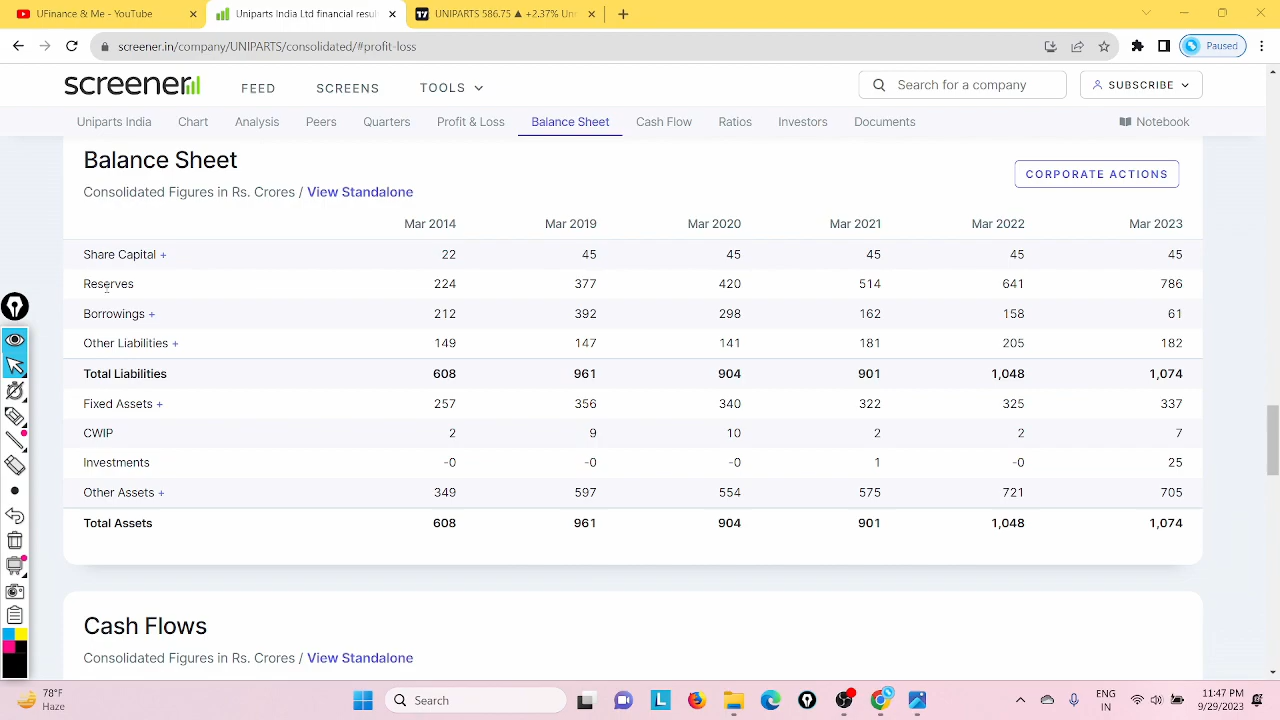 UFinance & Me - YouTube
Uniparts India Ltd financial resul
UNIPARTS 586.75 ▲ +2.37% Un
screener.in/company/UNIPARTS/consolidated/#profit-loss
Paused
screener
FEED
SCREENS
TOOLS
Search for a company
SUBSCRIBE
Uniparts India
Chart
Analysis
Peers
Quarters
Profit & Loss
Balance Sheet
Cash Flow
Ratios
Investors
Documents
Notebook
Balance Sheet
Consolidated Figures in Rs. Crores / View Standalone
CORPORATE ACTIONS
Mar 2014 Mar 2019 Mar 2020 Mar 2021 Mar 2022 Mar 2023
Share Capital + 22 45 45 45 45 45
Reserves 224 377 420 514 641 786
Borrowings + 212 392 298 162 158 61
Other Liabilities + 149 147 141 181 205 182
Total Liabilities 608 961 904 901 1,048 1,074
Fixed Assets + 257 356 340 322 325 337
CWIP 2 9 10 2 2 7
Investments -0 -0 -0 1 -0 25
Other Assets + 349 597 554 575 721 705
Total Assets 608 961 904 901 1,048 1,074
Cash Flows
Consolidated Figures in Rs. Crores / View Standalone
78°F
Haze
Search
L
ENG
IN
11:47 PM
9/29/2023